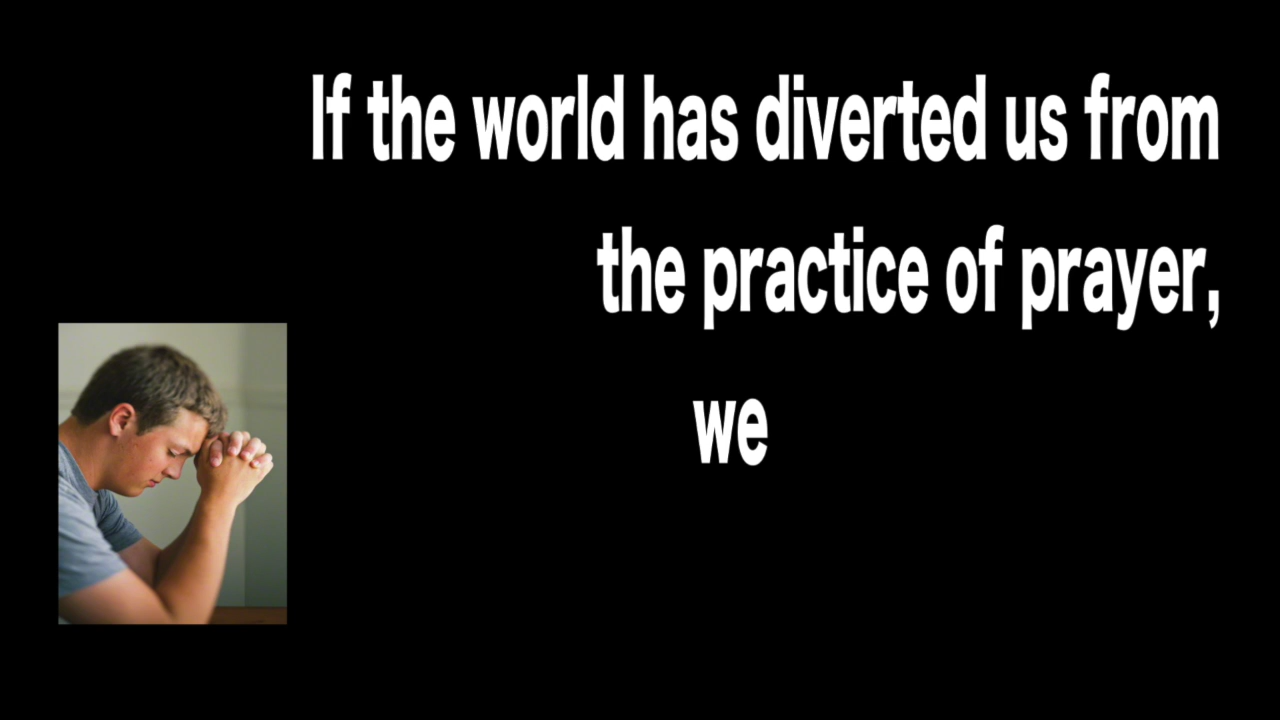 If the world has diverted us from
the practice of prayer,
we